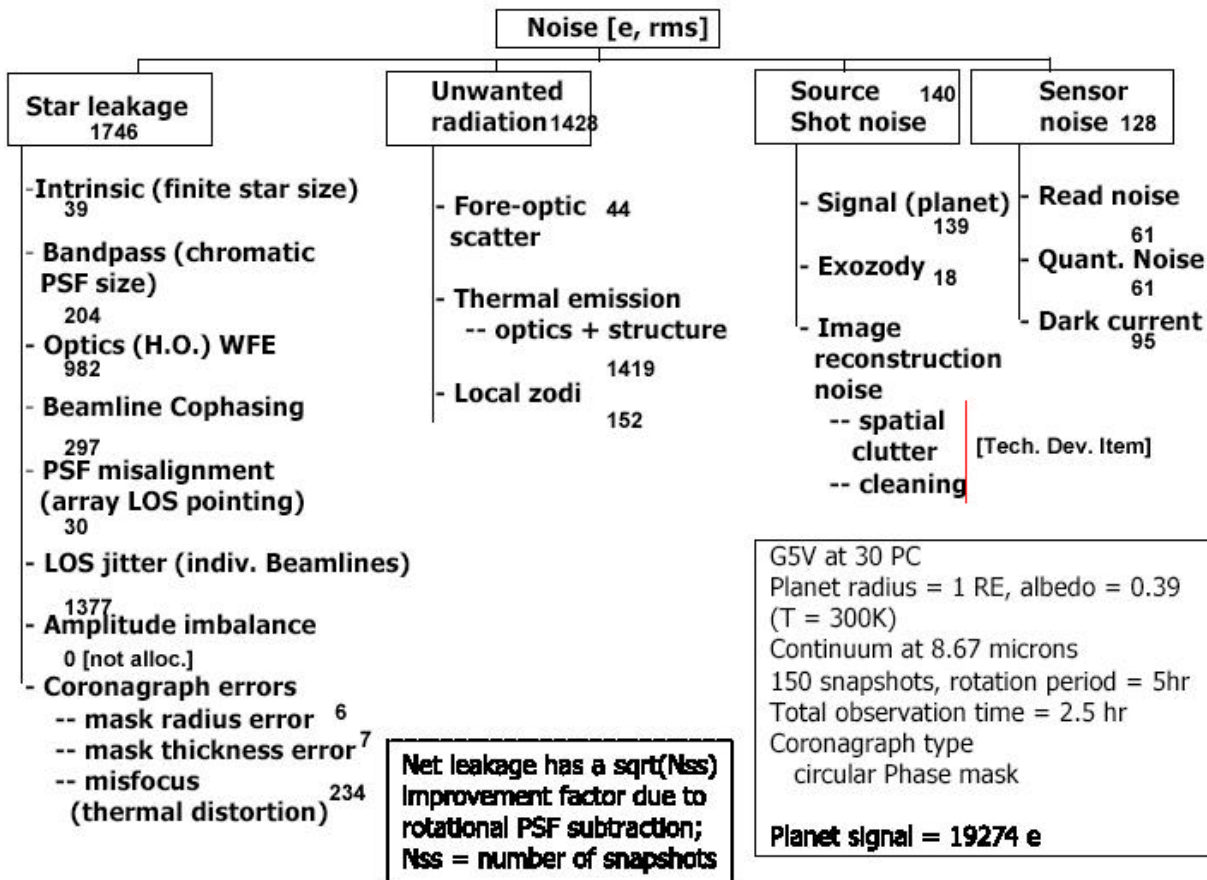 Noise [e, rms]
Star leakage
1746
-Intrinsic (finite star size)
39
- Bandpass (chromatic
PSF size)
204
- Optics (H.O.) WFE
982
- Beamline Cophasing
297
- PSF misalignment
(array LOS pointing)
30
- LOS jitter (indiv. Beamlines)
1377
- Amplitude imbalance
0 [not alloc.]
- Coronagraph errors
-- mask radius error 6
-- mask thickness error 7
-- misfocus
(thermal distortion) 234
Unwanted
radiation 1428
- Fore-optic 44
scatter
- Thermal emission
-- optics + structure
1419
- Local zodi
152
Source 140
Shot noise
- Signal (planet)
139
- Exozody 18
- Image
reconstruction
noise
-- spatial
clutter
-- cleaning
[Tech. Dev. Item]
Sensor
noise 128
- Read noise
61
- Quant. Noise
61
- Dark current
95
Net leakage has a sqrt(Nss)
improvement factor due to
rotational PSF subtraction;
Nss = number of snapshots
G5V at 30 PC
Planet radius = 1 RE, albedo = 0.39
(T = 300K)
Continuum at 8.67 microns
150 snapshots, rotation period = 5hr
Total observation time = 2.5 hr
Coronagraph type
circular Phase mask
Planet signal = 19274 e